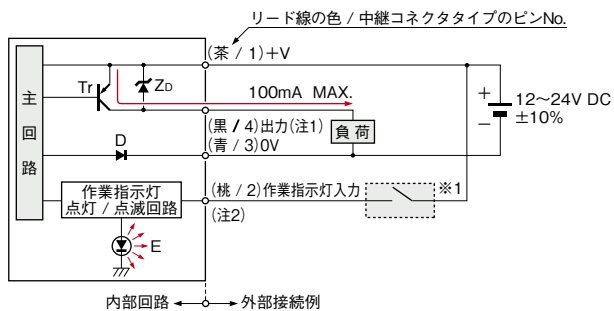 リード線の色 / 中継コネクタタイプのピンNo.
(茶 / 1)+V
Tr
ZD
100mA MAX.
主回路
+
−
12～24V DC
±10%
(黒 / 4)出力(注1)
負荷
D
(青 / 3)0V
作業指示灯
点灯 / 点滅回路
(桃 / 2)作業指示灯入力
※1
(注2)
E
内部回路
外部接続例